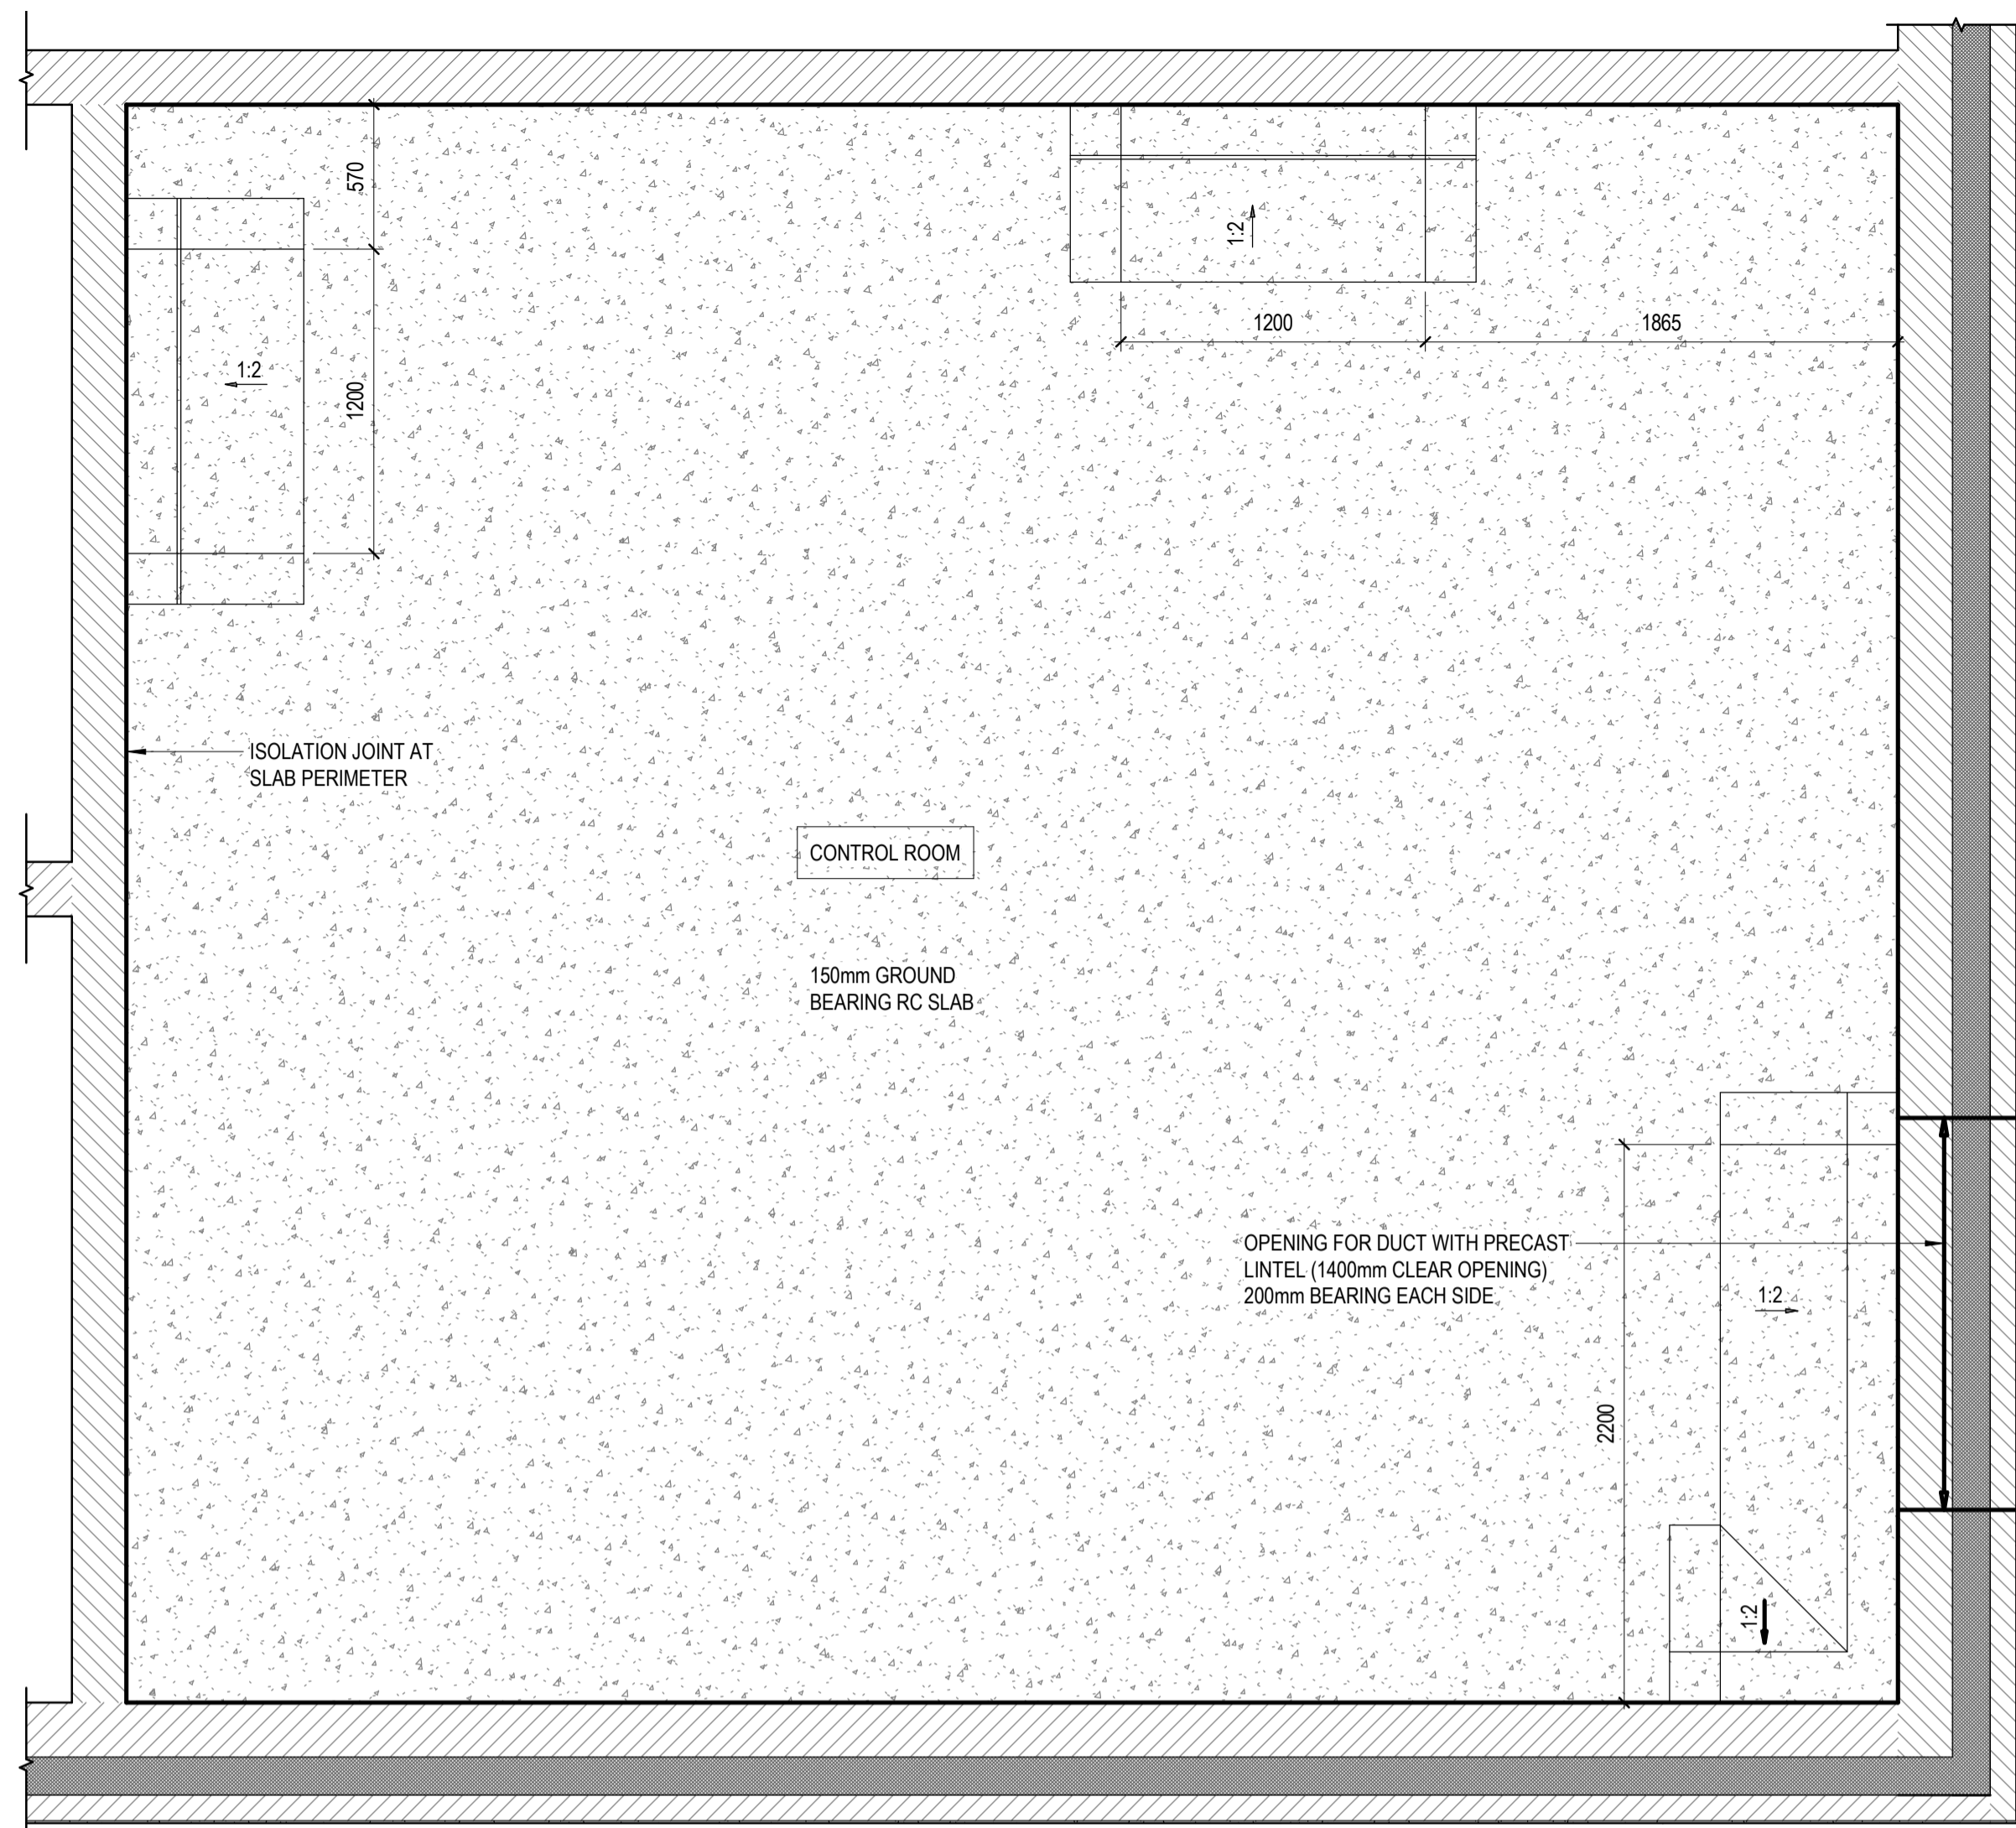 570
1:2
1200
1865
1:2
1200
ISOLATION JOINT AT
SLAB PERIMETER
CONTROL ROOM
150mm GROUND
BEARING RC SLAB
OPENING FOR DUCT WITH PRECAST
LINTEL (1400mm CLEAR OPENING)
200mm BEARING EACH SIDE
1:2
2200
1:2